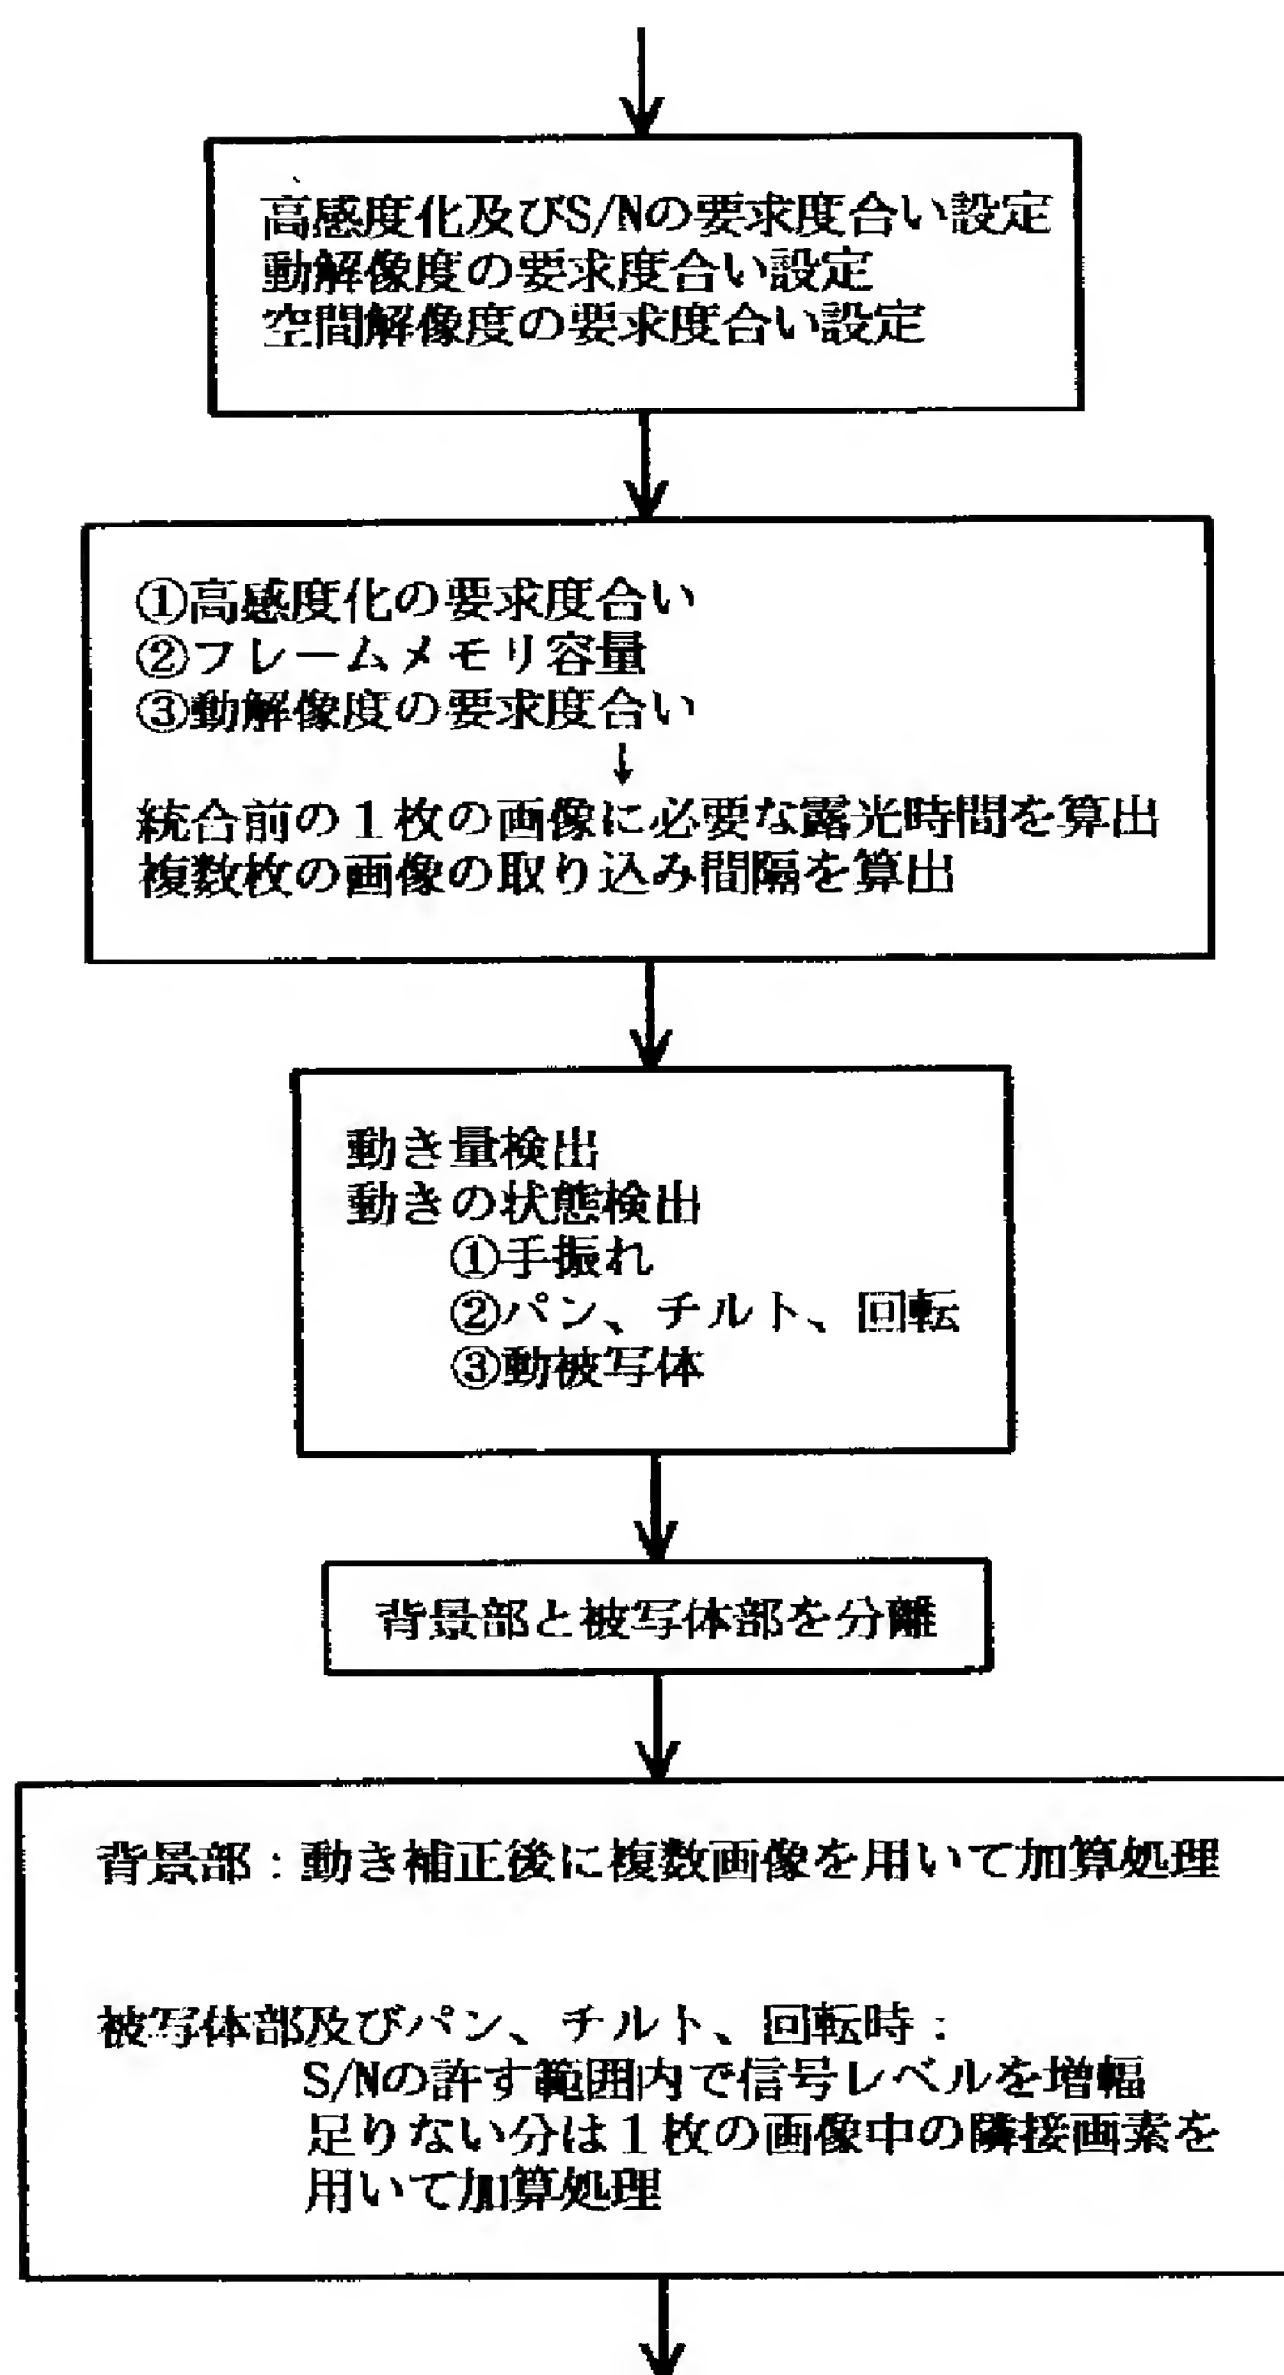 高感度化及びS/Nの要求度合い設定
動解像度の要求度合い設定
空間解像度の要求度合い設定
①高感度化の要求度合い
②フレームメモリ容量
③動解像度の要求度合い
↓
統合前の１枚の画像に必要な露光時間を算出
複数枚の画像の取り込み間隔を算出
動き量検出
動きの状態検出
①手振れ
②パン、チルト、回転
③動被写体
背景部と被写体部を分離
背景部：動き補正後に複数画像を用いて加算処理
被写体部及びパン、チルト、回転時：
S/Nの許す範囲内で信号レベルを増幅
足りない分は１枚の画像中の隣接画素を
用いて加算処理